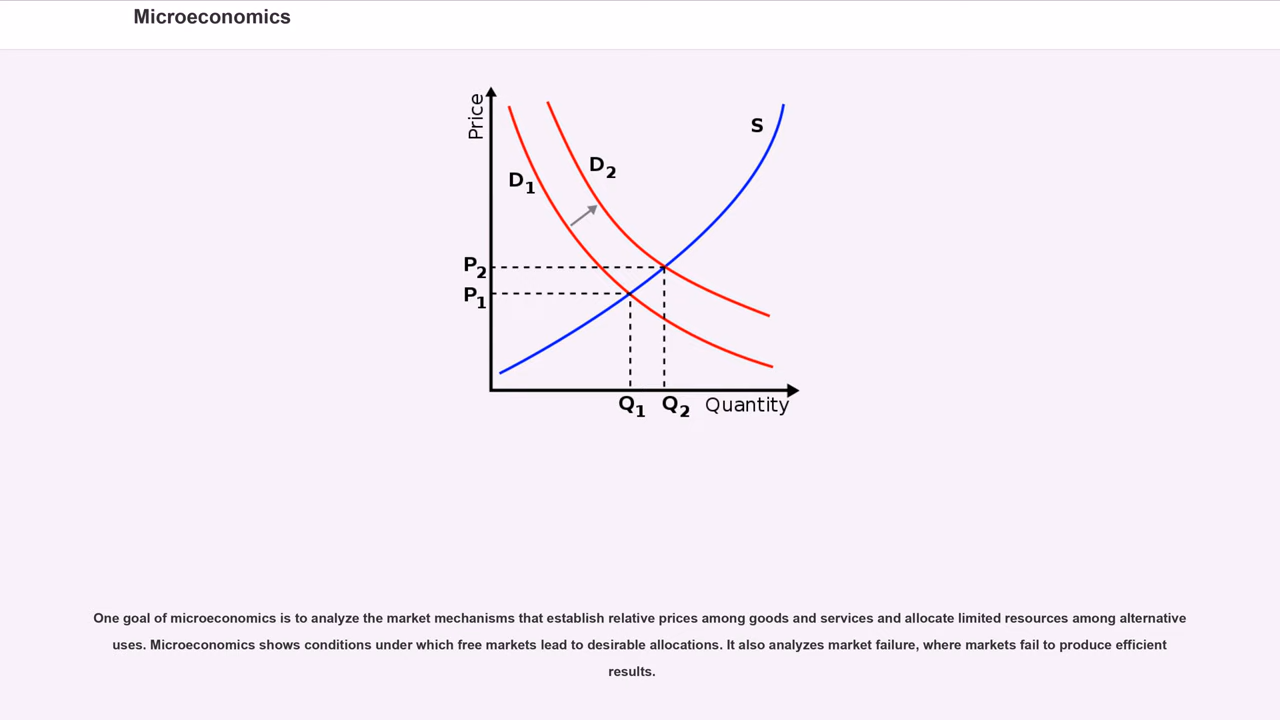 Microeconomics
Price
S
D2
D1
P2
P1
Q1 Q2 Quantity
One goal of microeconomics is to analyze the market mechanisms that establish relative prices among goods and services and allocate limited resources among alternative
uses. Microeconomics shows conditions under which free markets lead to desirable allocations. It also analyzes market failure, where markets fail to produce efficient
results.